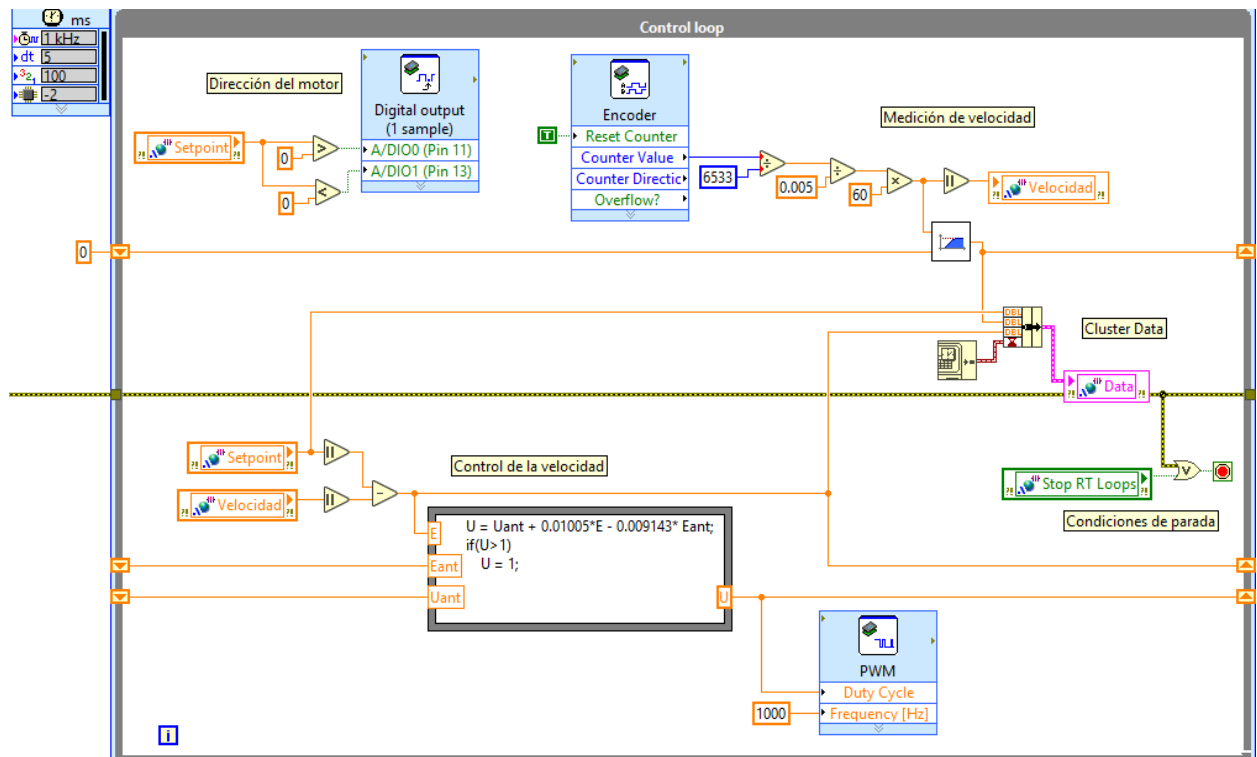 Control loop
ms
1 kHz
dt 5
321 100
-2
Dirección del motor
Digital output
(1 sample)
A/DIO0 (Pin 11)
A/DIO1 (Pin 13)
Setpoint
0
>
0
<
Encoder
T
Reset Counter
Counter Value
Counter Directic
Overflow?
Medición de velocidad
6533
÷
0.005
÷
60
×
Velocidad
0
DBL
DBL
DBL
Cluster Data
Data
Setpoint
Velocidad
-
Control de la velocidad
Stop RT Loops
V
Condiciones de parada
E
Eant
Uant
U = Uant + 0.01005*E - 0.009143* Eant;
if(U>1)
U = 1;
U
PWM
Duty Cycle
1000
Frequency [Hz]
i